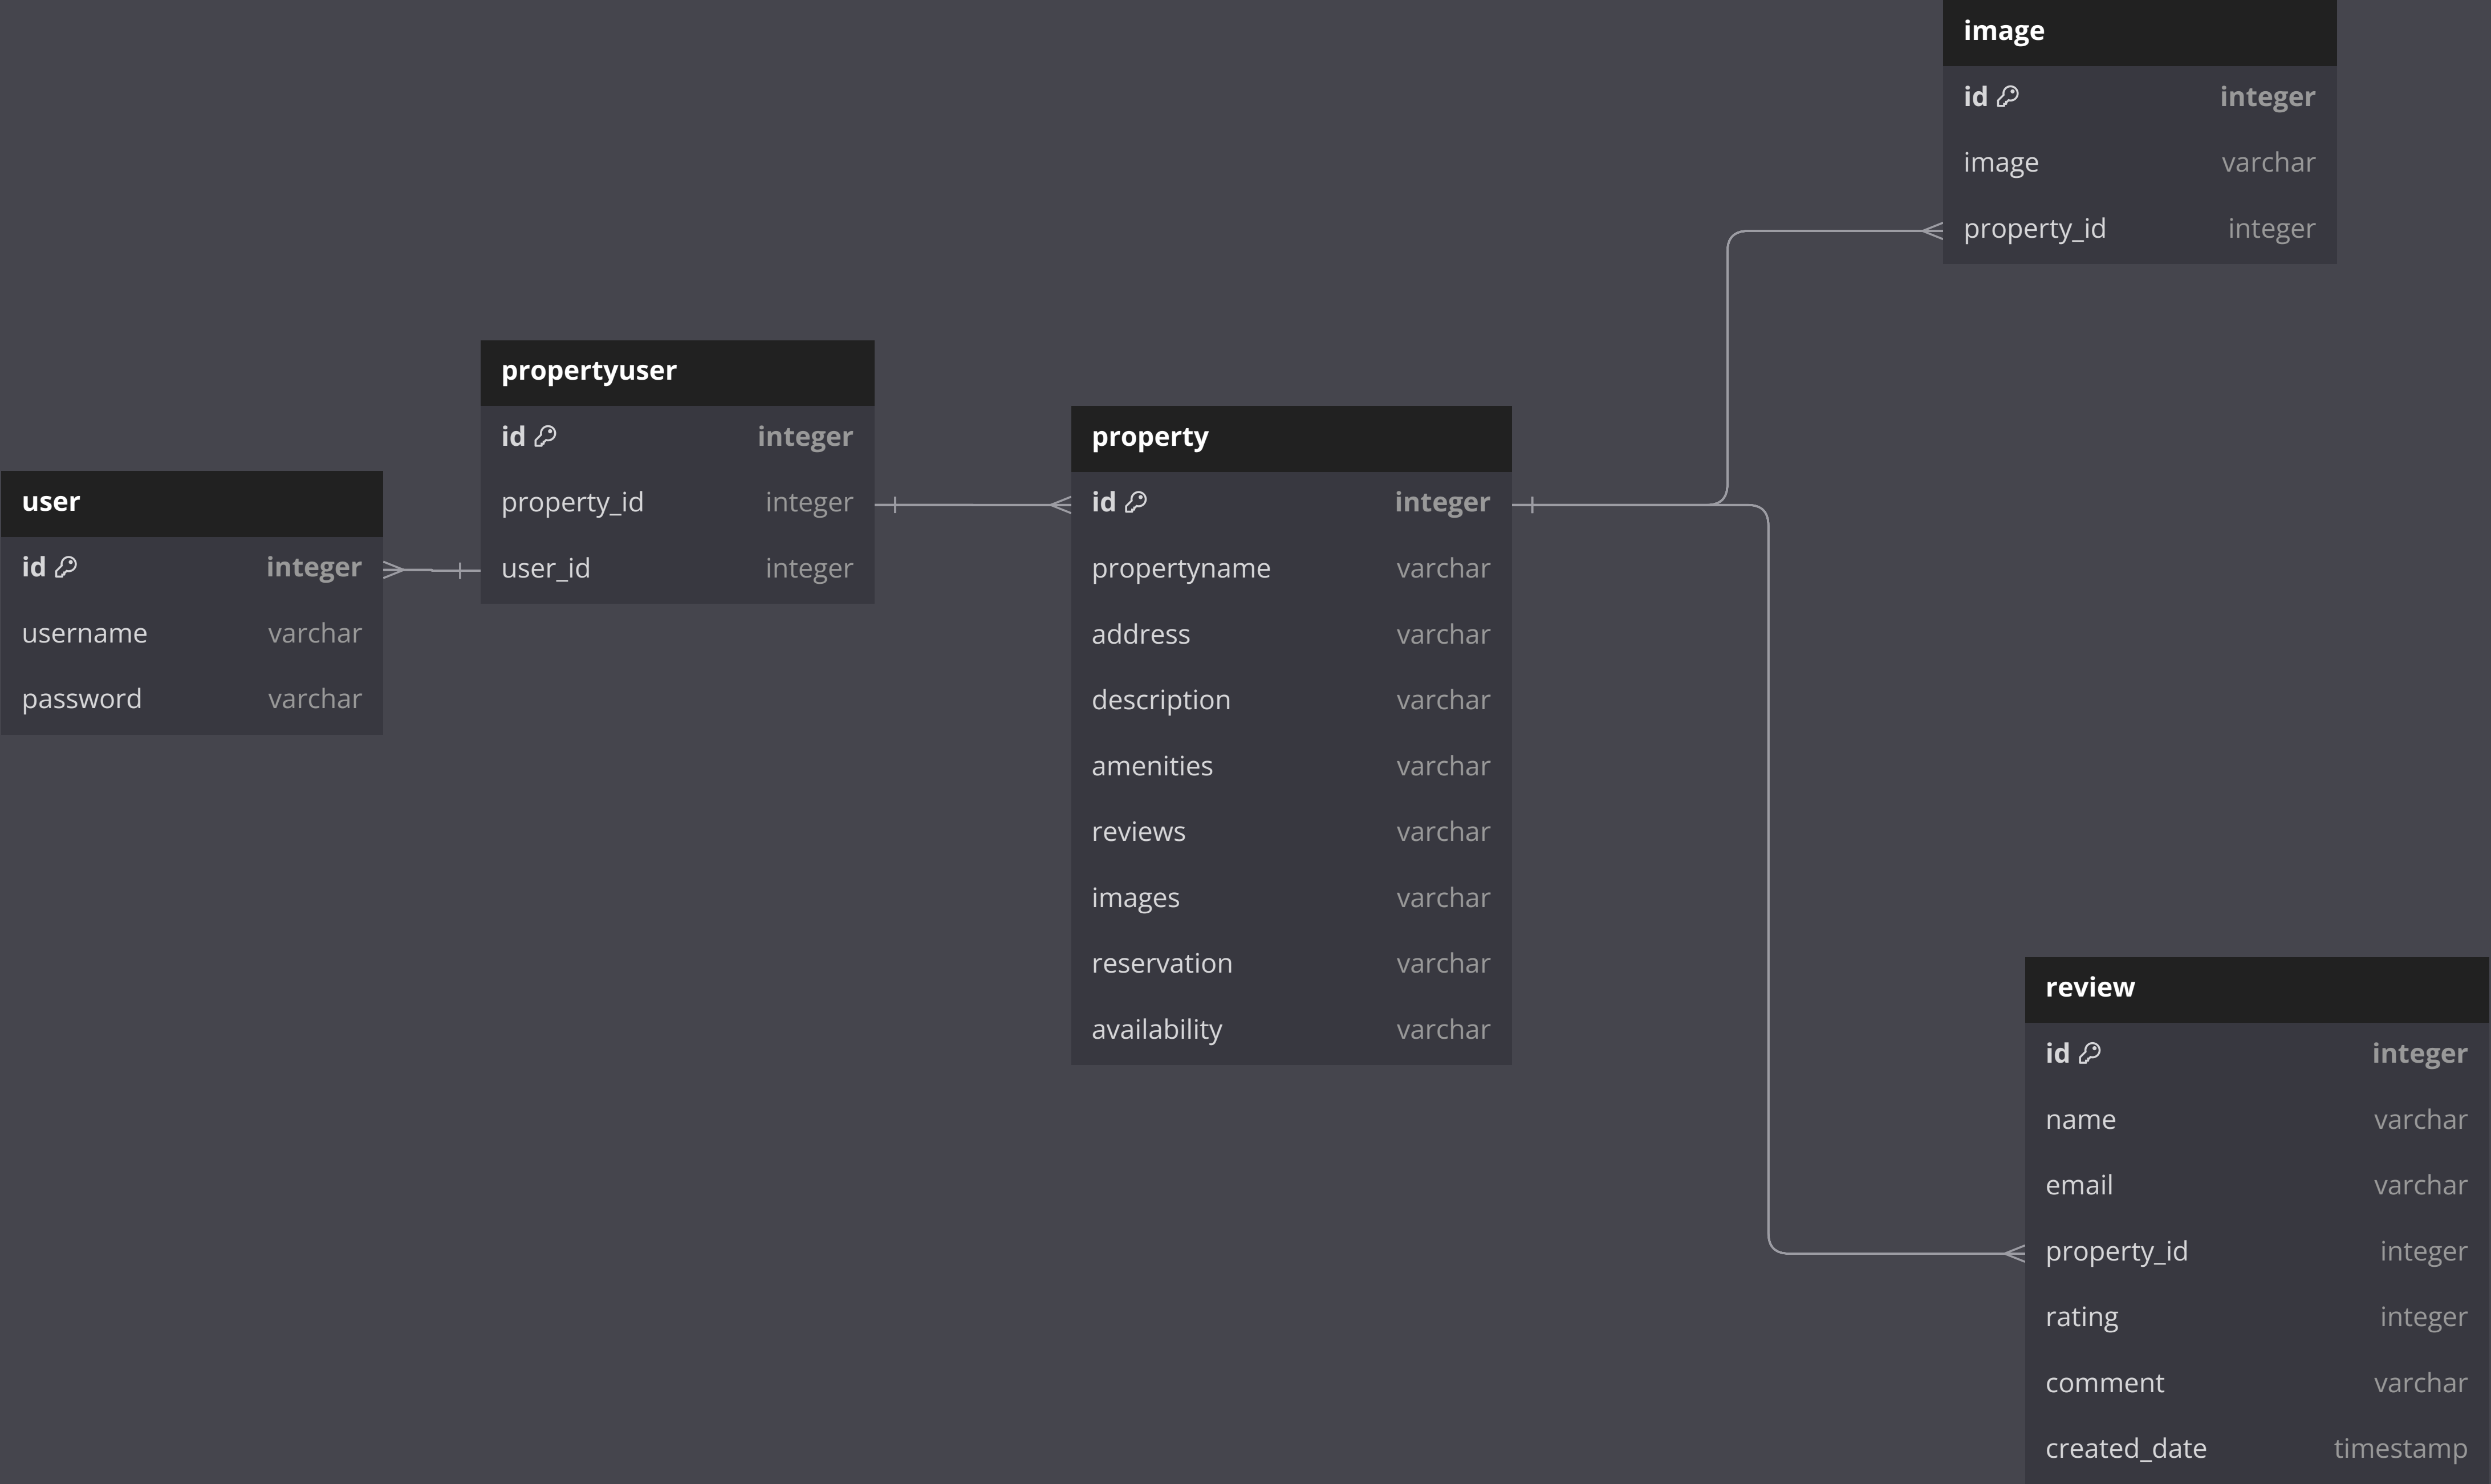 image
id integer
image varchar
property_id integer
propertyuser
id integer
property_id integer
user_id integer
user
id integer
username varchar
password varchar
property
id integer
propertyname varchar
address varchar
description varchar
amenities varchar
reviews varchar
images varchar
reservation varchar
availability varchar
review
id integer
name varchar
email varchar
property_id integer
rating integer
comment varchar
created_date timestamp